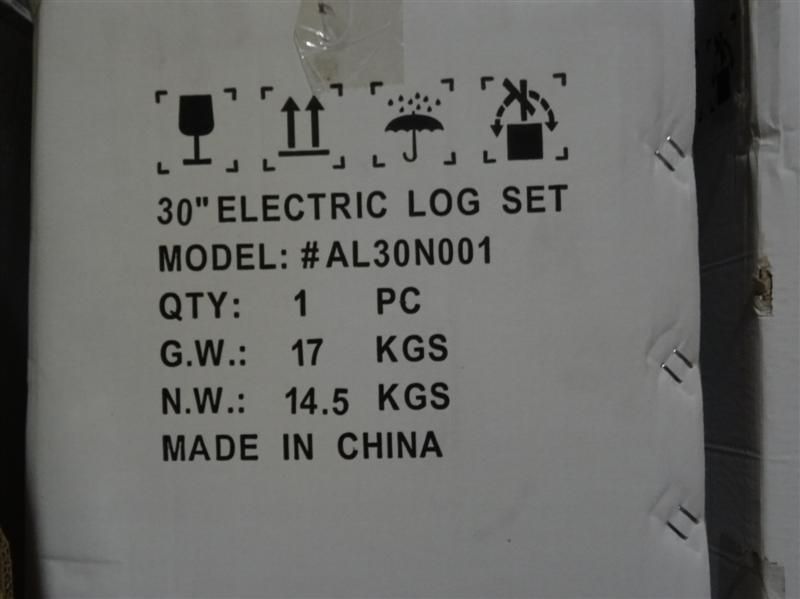 30" ELECTRIC LOG SET
MODEL: #AL30N001
QTY: 1 PC
G.W.: 17 KGS
N.W.: 14.5 KGS
MADE IN CHINA